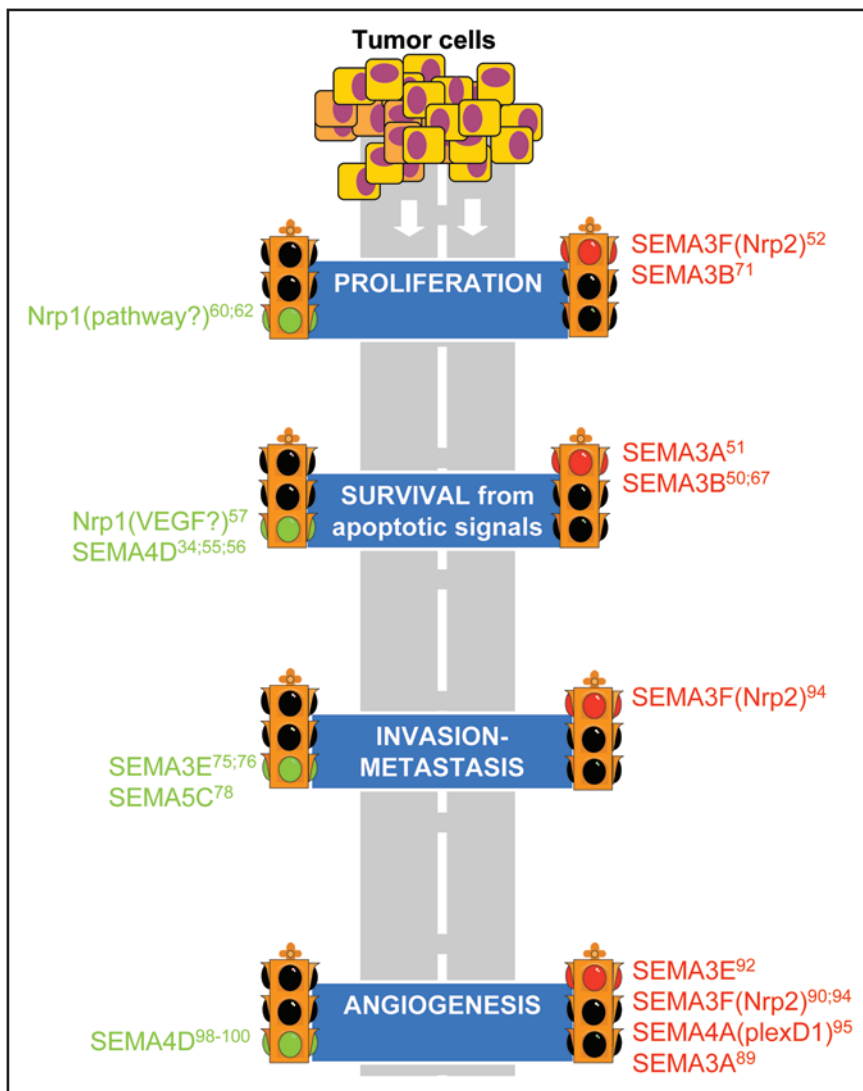 Tumor cells
PROLIFERATION
Nrp1(pathway?)60;62
SEMA3F(Nrp2)52
SEMA3B71
SURVIVAL from
apoptotic signals
Nrp1(VEGF?)57
SEMA4D34;55;56
SEMA3A51
SEMA3B50;67
INVASION-
METASTASIS
SEMA3E75;76
SEMA5C78
SEMA3F(Nrp2)94
ANGIOGENESIS
SEMA4D98-100
SEMA3E92
SEMA3F(Nrp2)90;94
SEMA4A(plexD1)95
SEMA3A89